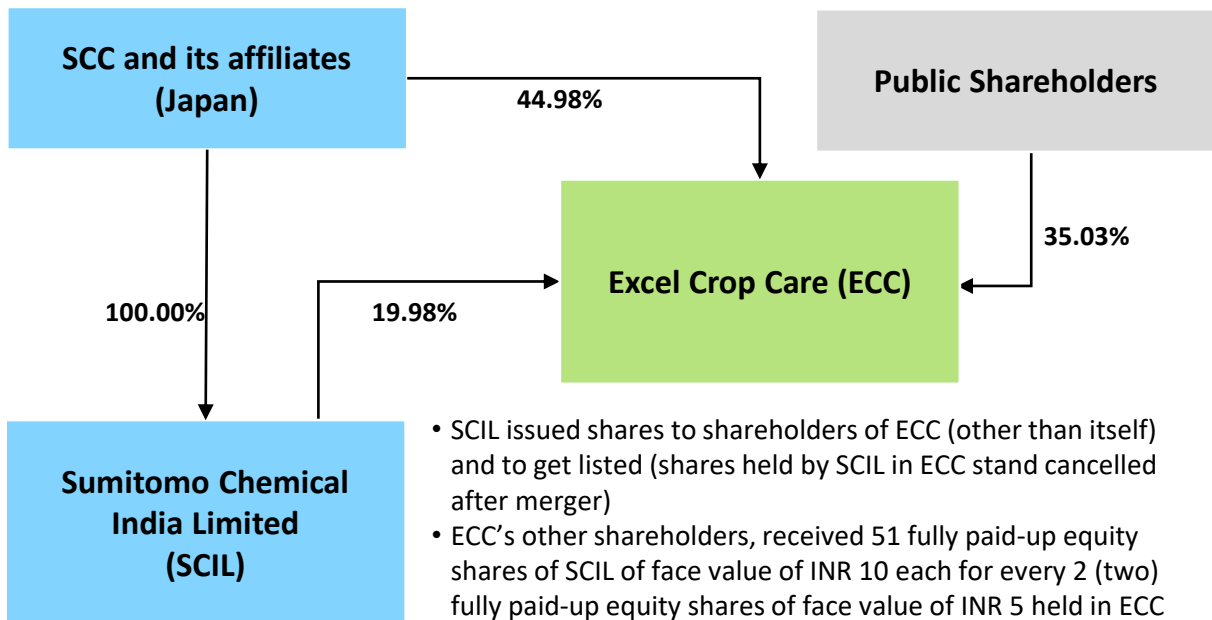 SCC and its affiliates
(Japan)
44.98%
Public Shareholders
35.03%
Excel Crop Care (ECC)
100.00%
19.98%
Sumitomo Chemical
India Limited
(SCIL)
• SCIL issued shares to shareholders of ECC (other than itself)
and to get listed (shares held by SCIL in ECC stand cancelled
after merger)
• ECC’s other shareholders, received 51 fully paid-up equity
shares of SCIL of face value of INR 10 each for every 2 (two)
fully paid-up equity shares of face value of INR 5 held in ECC